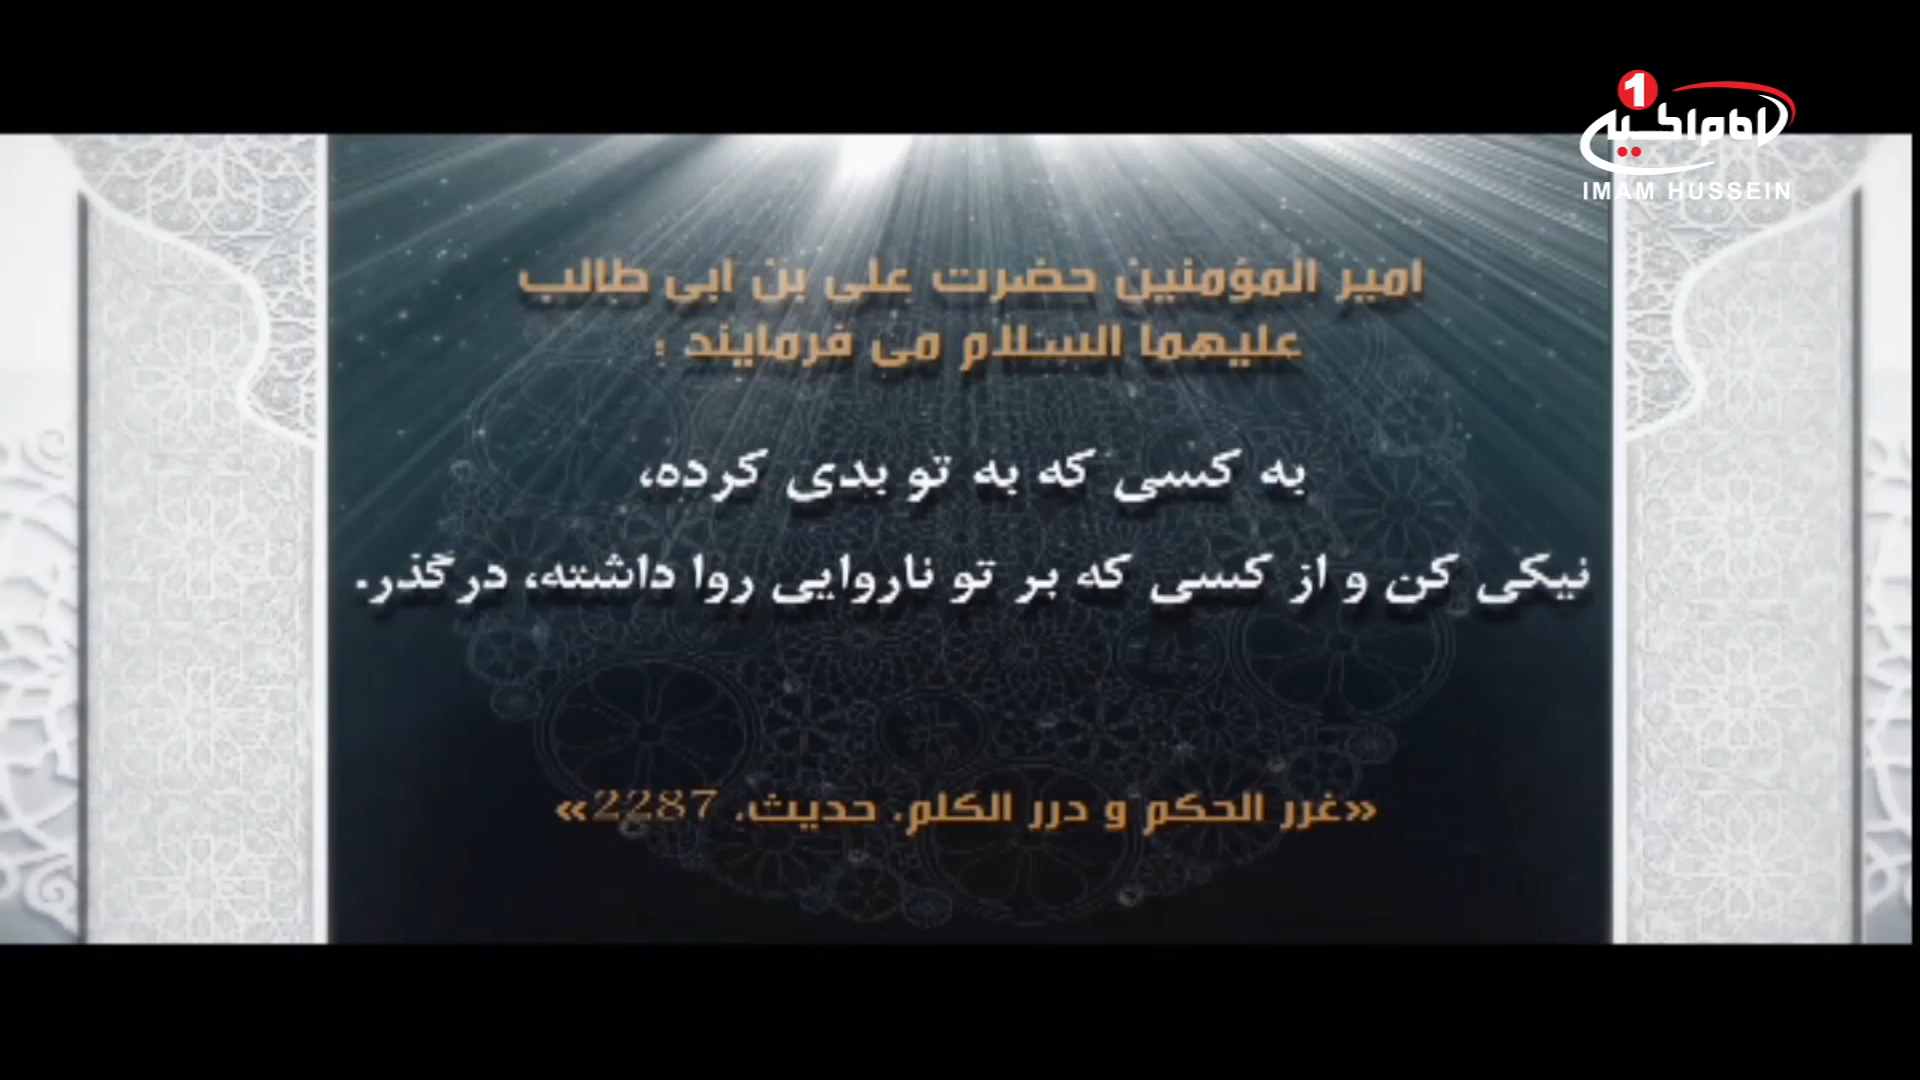 1
امام حسین
IMAM HUSSEIN
امیر المؤمنین حضرت علی بن ابی طالب
علیهما السلام می فرمایند :
به کسی که به تو بدی کرده،
نیکی کن و از کسی که بر تو ناروایی روا داشته، درگذر.
«غرر الحکم و درر الکلم، حدیث، 2287»